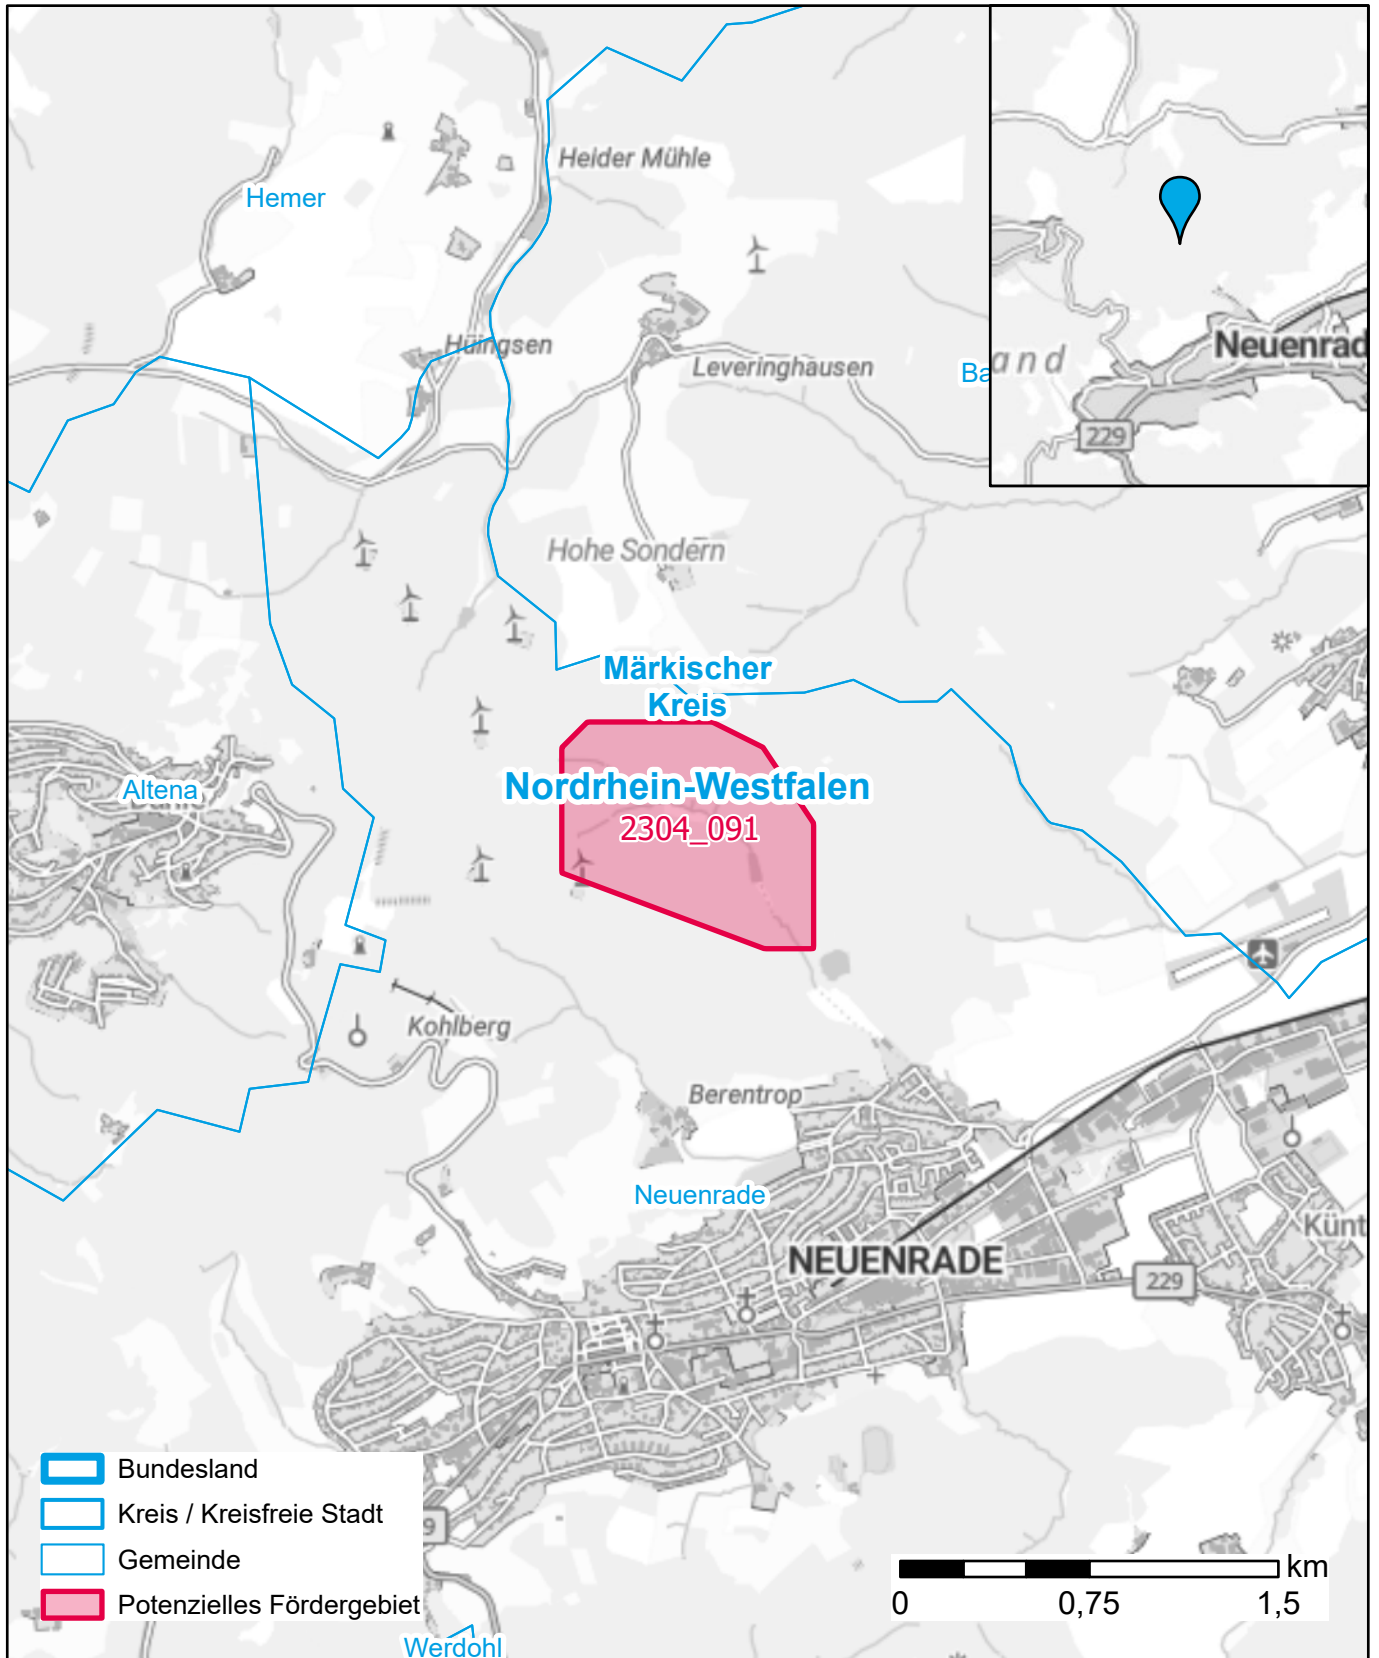 Heider Mühle
Hemer
Hüingsen
Leveringhausen
Ba
and
Neuenrad
229
Hohe Sondern
Märkischer
Kreis
Nordrhein-Westfalen
2304_091
Altena
Kohlberg
Berentrop
Neuenrade
NEUENRADE
Künt
229
Bundesland
Kreis / Kreisfreie Stadt
Gemeinde
Potenzielles Fördergebiet
9
km
0 0,75 1,5
Werdohl